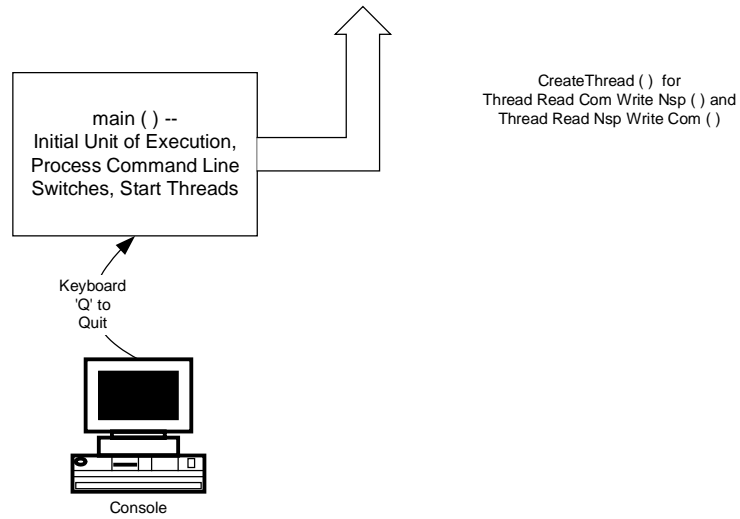 main ( ) --
Initial Unit of Execution,
Process Command Line
Switches, Start Threads
CreateThread ( ) for
Thread Read Com Write Nsp ( ) and
Thread Read Nsp Write Com ( )
Keyboard
'Q' to
Quit
Console